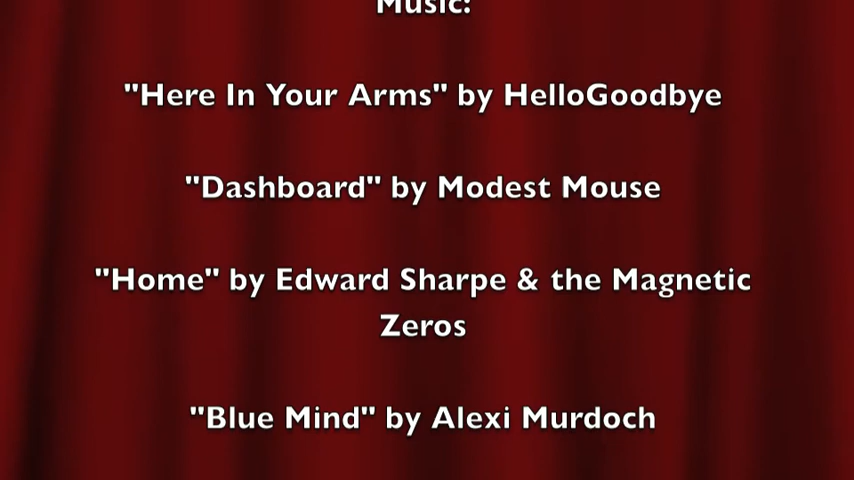 Music:
"Here In Your Arms" by HelloGoodbye
"Dashboard" by Modest Mouse
"Home" by Edward Sharpe & the Magnetic
Zeros
"Blue Mind" by Alexi Murdoch